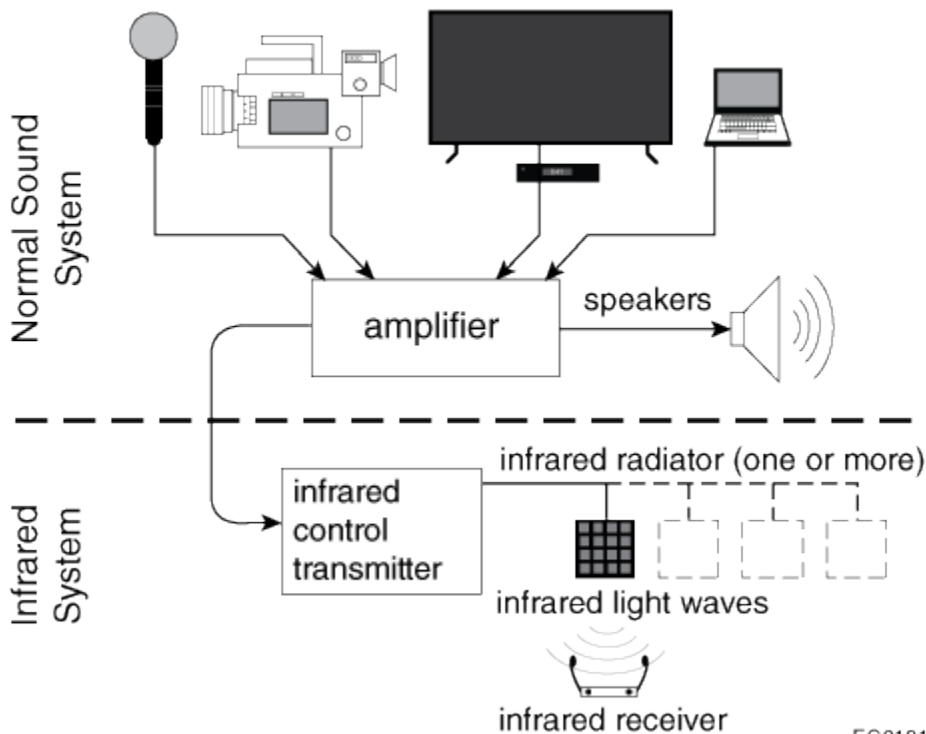 Normal Sound
System
speakers
amplifier
infrared radiator (one or more)
infrared
control
transmitter
Infrared
System
infrared light waves
infrared receiver